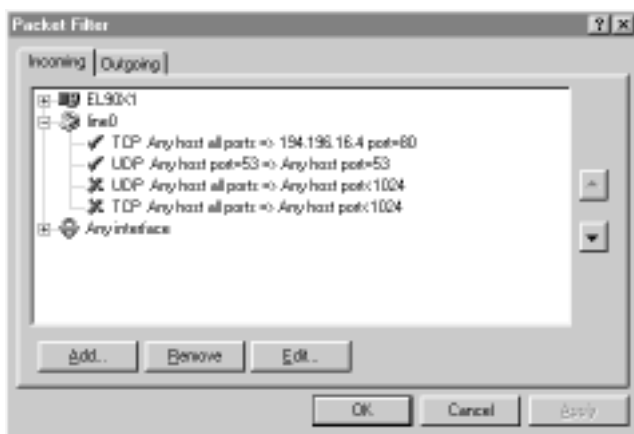 Packet Filter
Incoming Outgoing
EL90X1
line0
TCP Any host all ports => 194.196.16.4 port=80
UDP Any host port=53 => Any host port=53
UDP Any host all ports => Any host port<1024
TCP Any host all ports => Any host port<1024
Any interface
Add... Remove Edit...
OK Cancel Apply